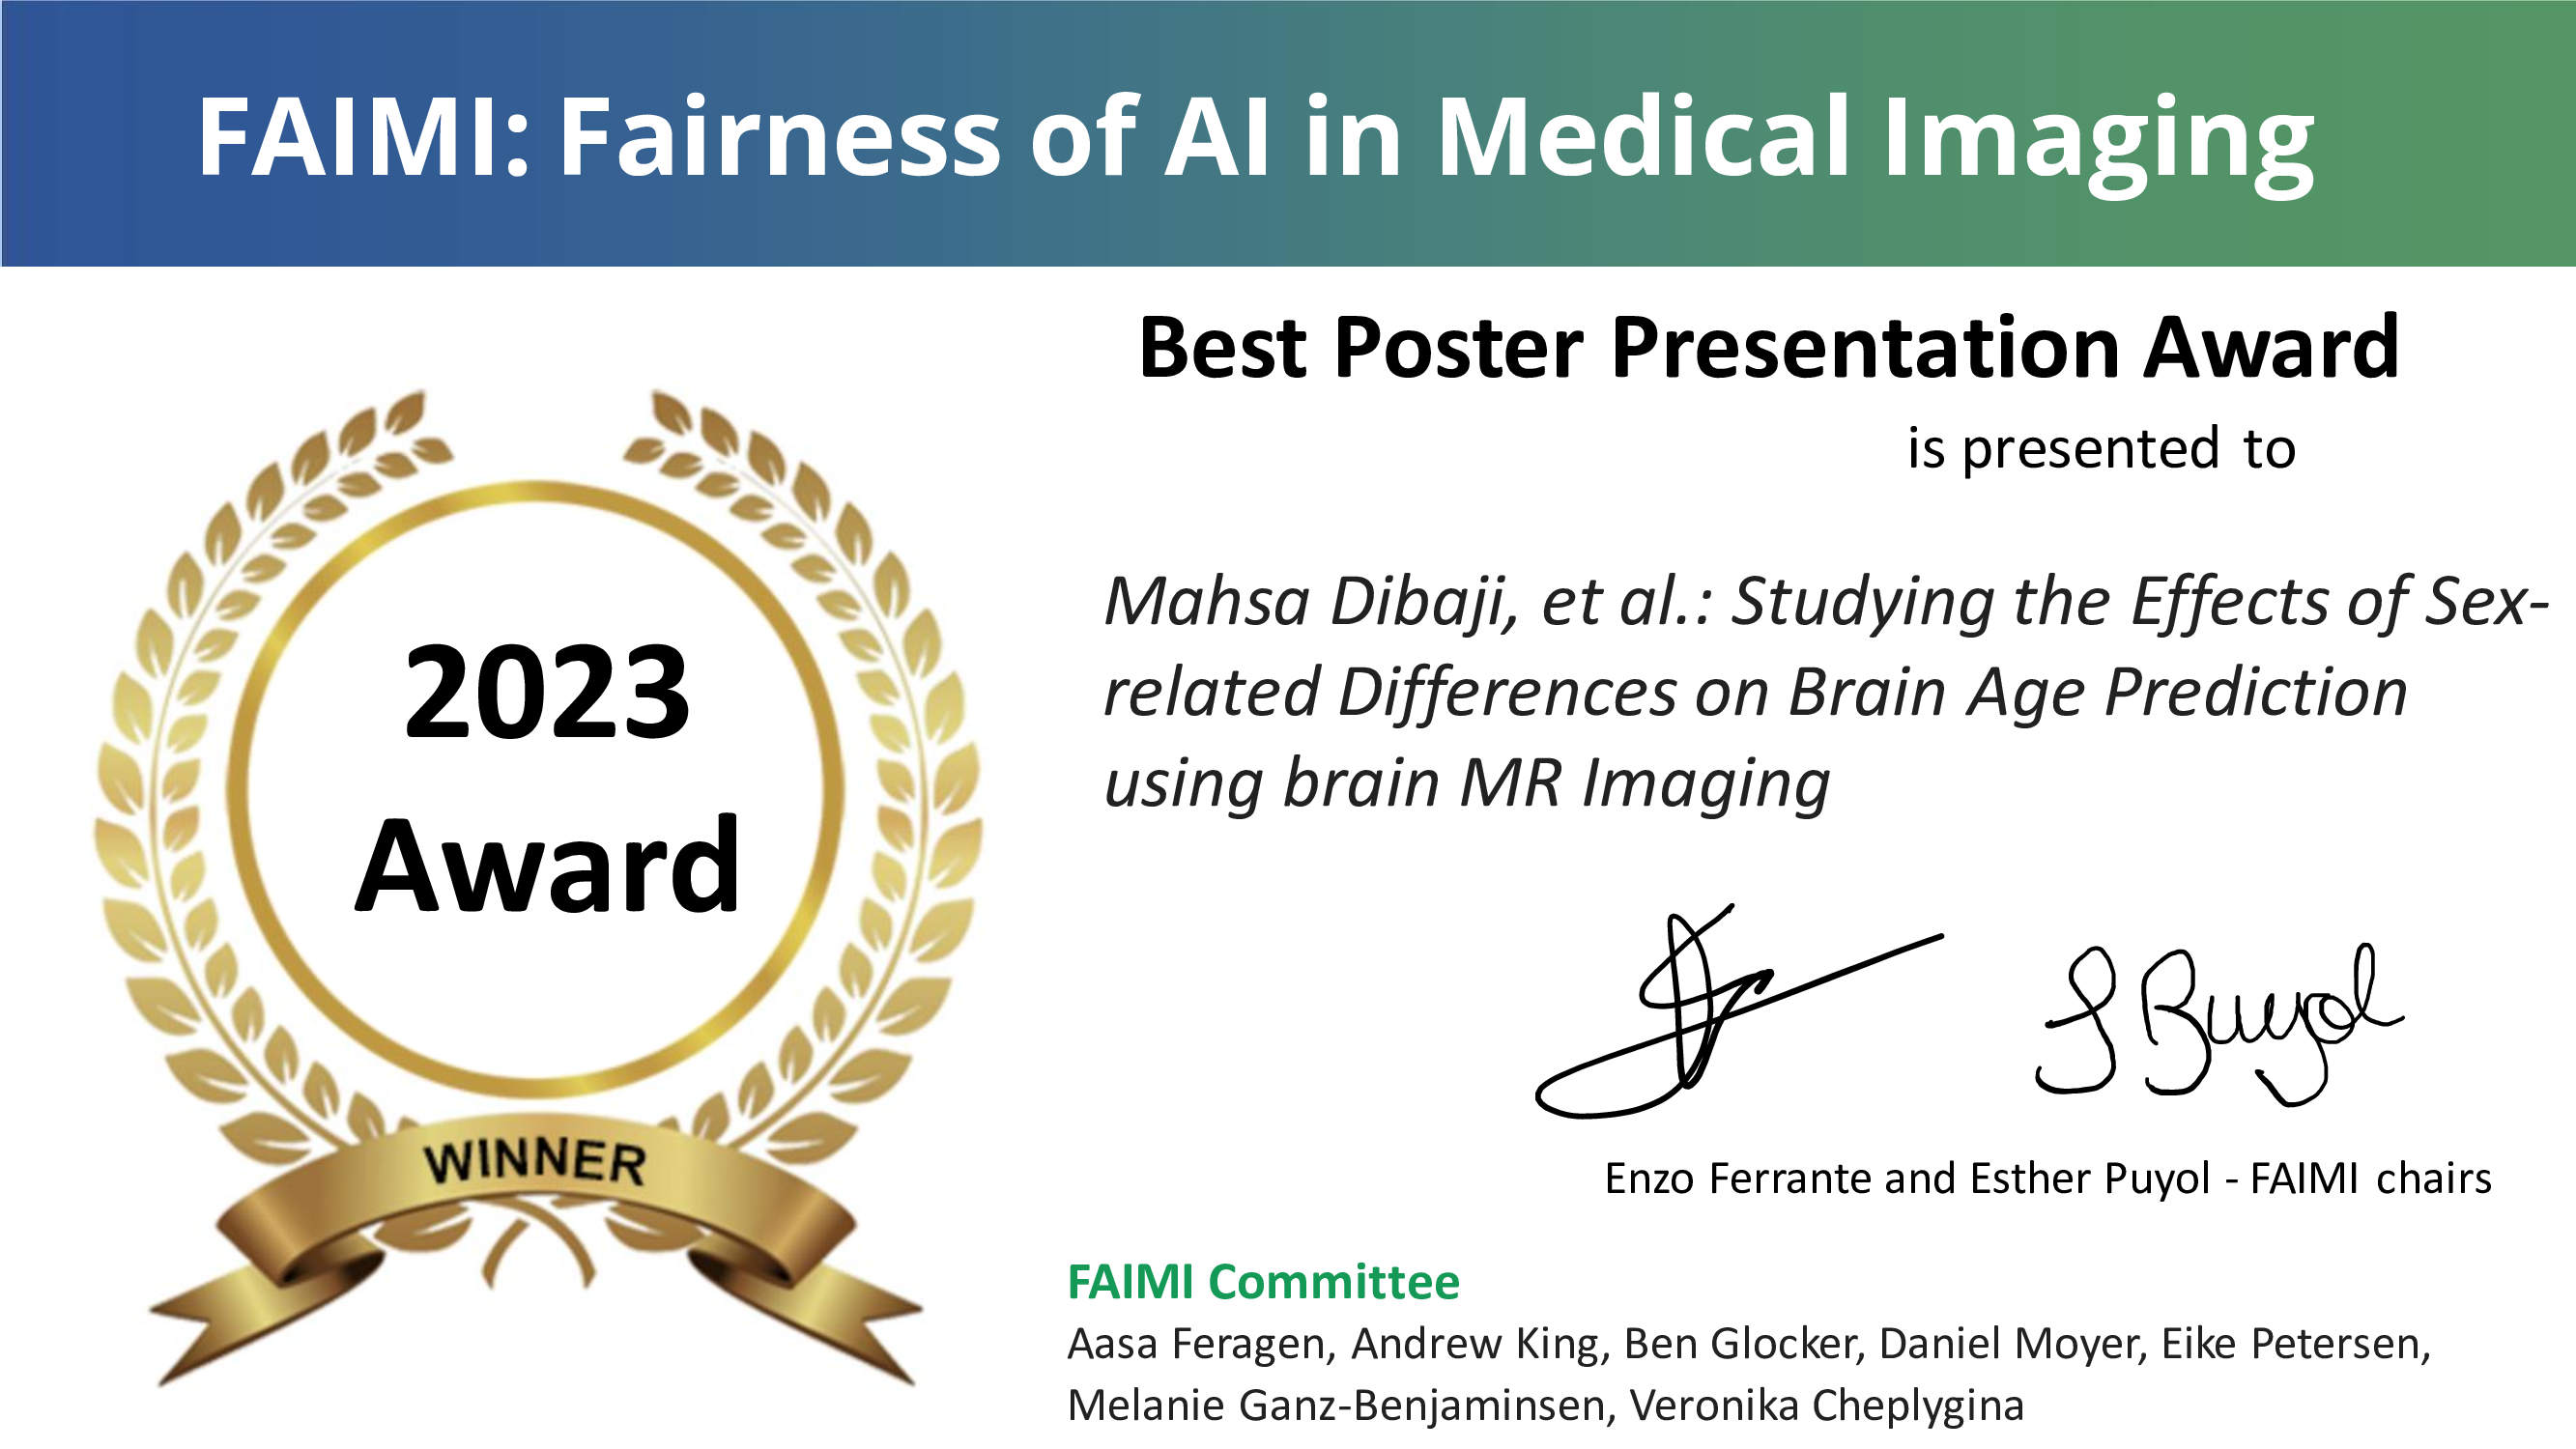 FAIMI: Fairness of AI in Medical Imaging
Best Poster Presentation Award
is presented to
Mahsa Dibaji, et al.: Studying the Effects of Sex-
related Differences on Brain Age Prediction
using brain MR Imaging
2023
Award
WINNER
Enzo Ferrante and Esther Puyol - FAIMI chairs
FAIMI Committee
Aasa Feragen, Andrew King, Ben Glocker, Daniel Moyer, Eike Petersen,
Melanie Ganz-Benjaminsen, Veronika Cheplygina